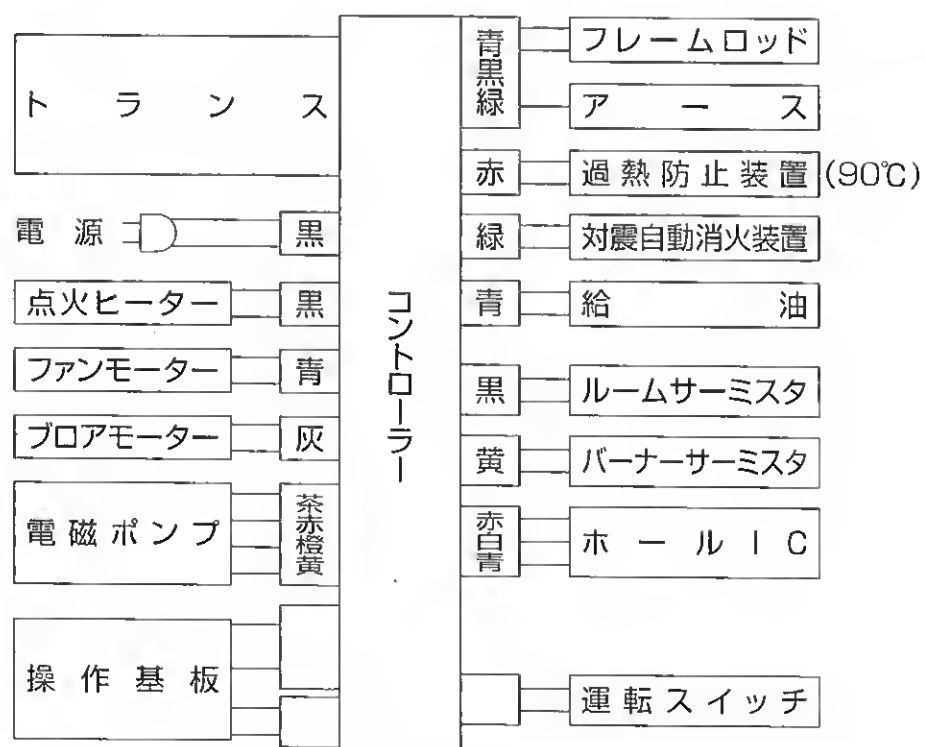 トランス
電源 黒
点火ヒーター 黒
ファンモーター 青
ブロアモーター 灰
電磁ポンプ 茶赤橙黄
操作基板
コントローラー
青黒緑 フレームロッド
アース
赤 過熱防止装置 (90℃)
緑 対震自動消火装置
青 給油
黒 ルームサーミスタ
黄 バーナーサーミスタ
赤白青 ホールIC
運転スイッチ